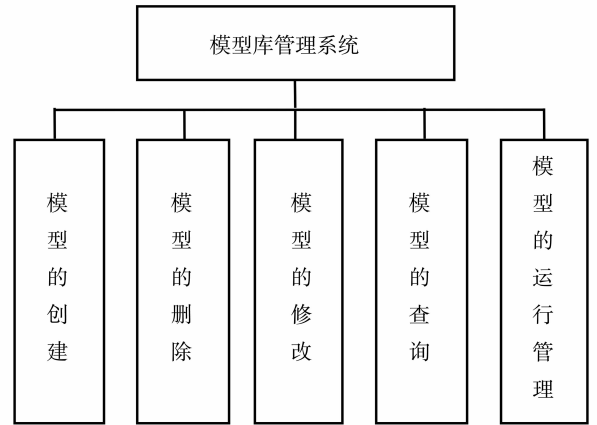 模型库管理系统
模型的创建
模型的删除
模型的修改
模型的查询
模型的运行管理